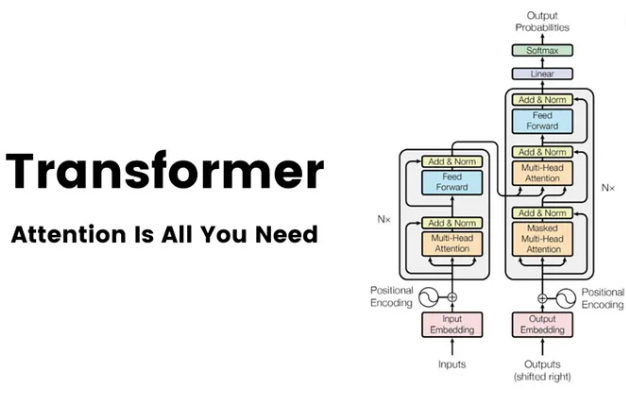 Transformer
Attention Is All You Need
Output
Probabilities
Softmax
Linear
Add & Norm
Feed
Forward
Add & Norm
Multi-Head
Attention
Add & Norm
Masked
Multi-Head
Attention
Nx
Add & Norm
Feed
Forward
Nx
Add & Norm
Multi-Head
Attention
Positional
Encoding
Positional
Encoding
Input
Embedding
Output
Embedding
Inputs
Outputs
(shifted right)